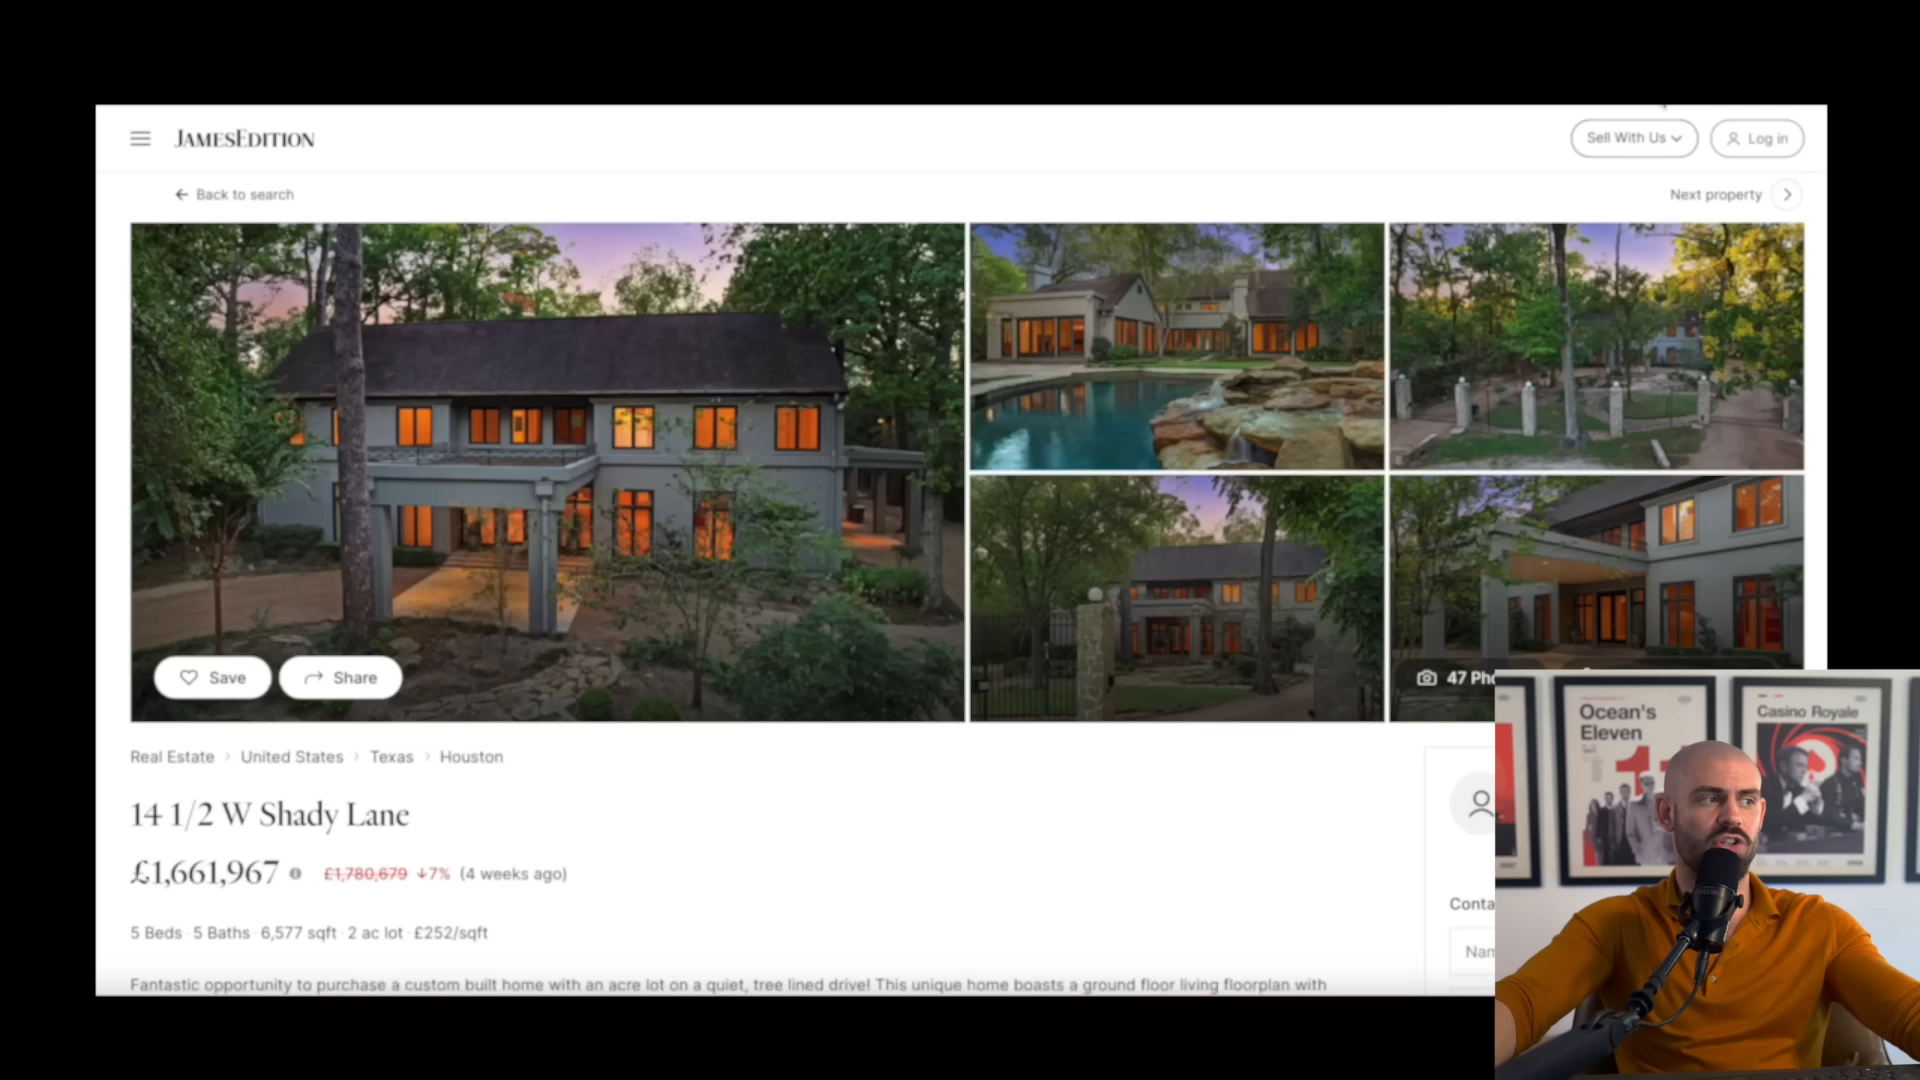 JAMESEDITION
Sell With Us
Log in
Back to search
Next property
Save
Share
47
Real Estate › United States › Texas › Houston
14 1/2 W Shady Lane
£1,661,967 £1,780,679 ↓7% (4 weeks ago)
5 Beds · 5 Baths · 6,577 sqft · 2 ac lot · £252/sqft
Fantastic opportunity to purchase a custom built home with an acre lot on a quiet, tree lined drive! This unique home boasts a ground floor living floorplan with
Ocean's
Eleven
Casino Royale